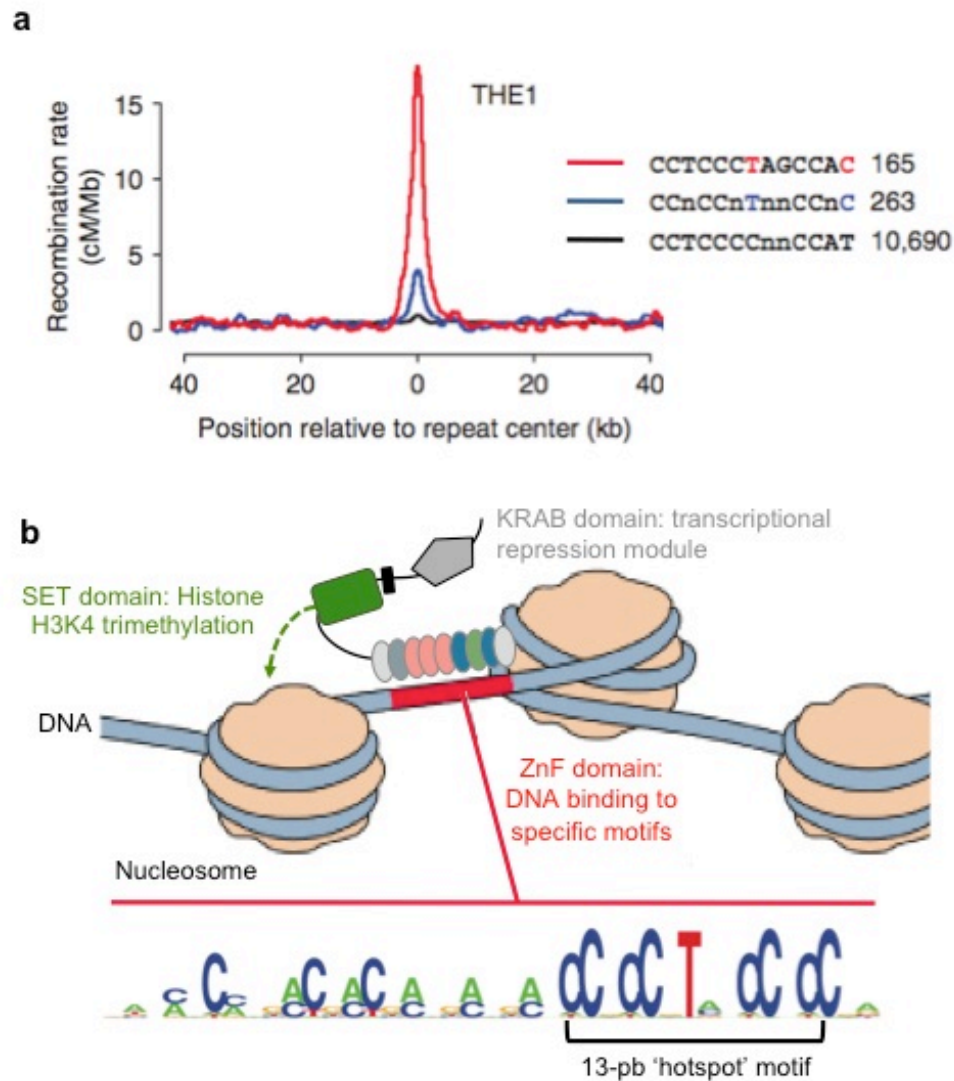 a
THE1
Recombination rate
(cM/Mb)
15
10
5
0
CCTCCCTAGCCAC 165
CCnCCnTnnCCnC 263
CCTCCCCnnCCAT 10,690
40 20 0 20 40
Position relative to repeat center (kb)
b
KRAB domain: transcriptional
repression module
SET domain: Histone
H3K4 trimethylation
DNA
ZnF domain:
DNA binding to
specific motifs
Nucleosome
13-pb 'hotspot' motif